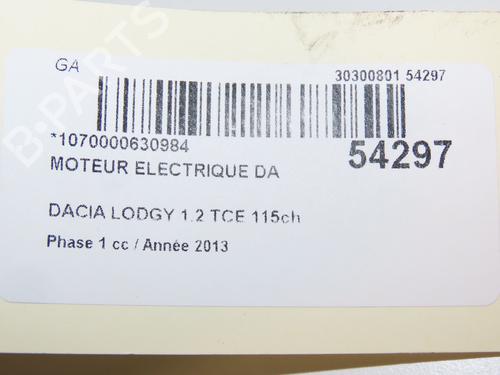 GA
30300801 54297
*1070000630984
54297
MOTEUR ELECTRIQUE DA
DACIA LODGY 1.2 TCE 115ch
Phase 1 cc / Année 2013
B-PARTS